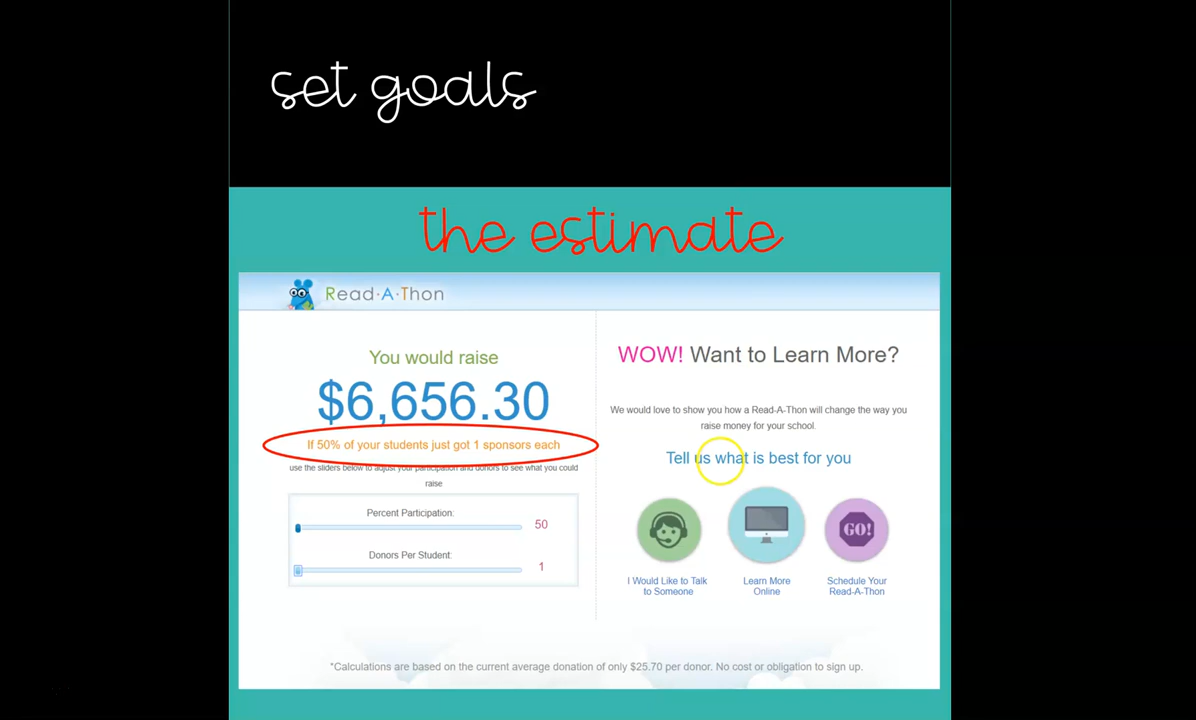 set goals
the estimate
Read·A·Thon
You would raise
$6,656.30
If 50% of your students just got 1 sponsors each
use the sliders below to adjust your participation and donors to see what you could
raise
Percent Participation:
50
Donors Per Student:
1
WOW! Want to Learn More?
We would love to show you how a Read-A-Thon will change the way you
raise money for your school.
Tell us what is best for you
GO!
I Would Like to Talk
to Someone
Learn More
Online
Schedule Your
Read-A-Thon
*Calculations are based on the current average donation of only $25.70 per donor. No cost or obligation to sign up.